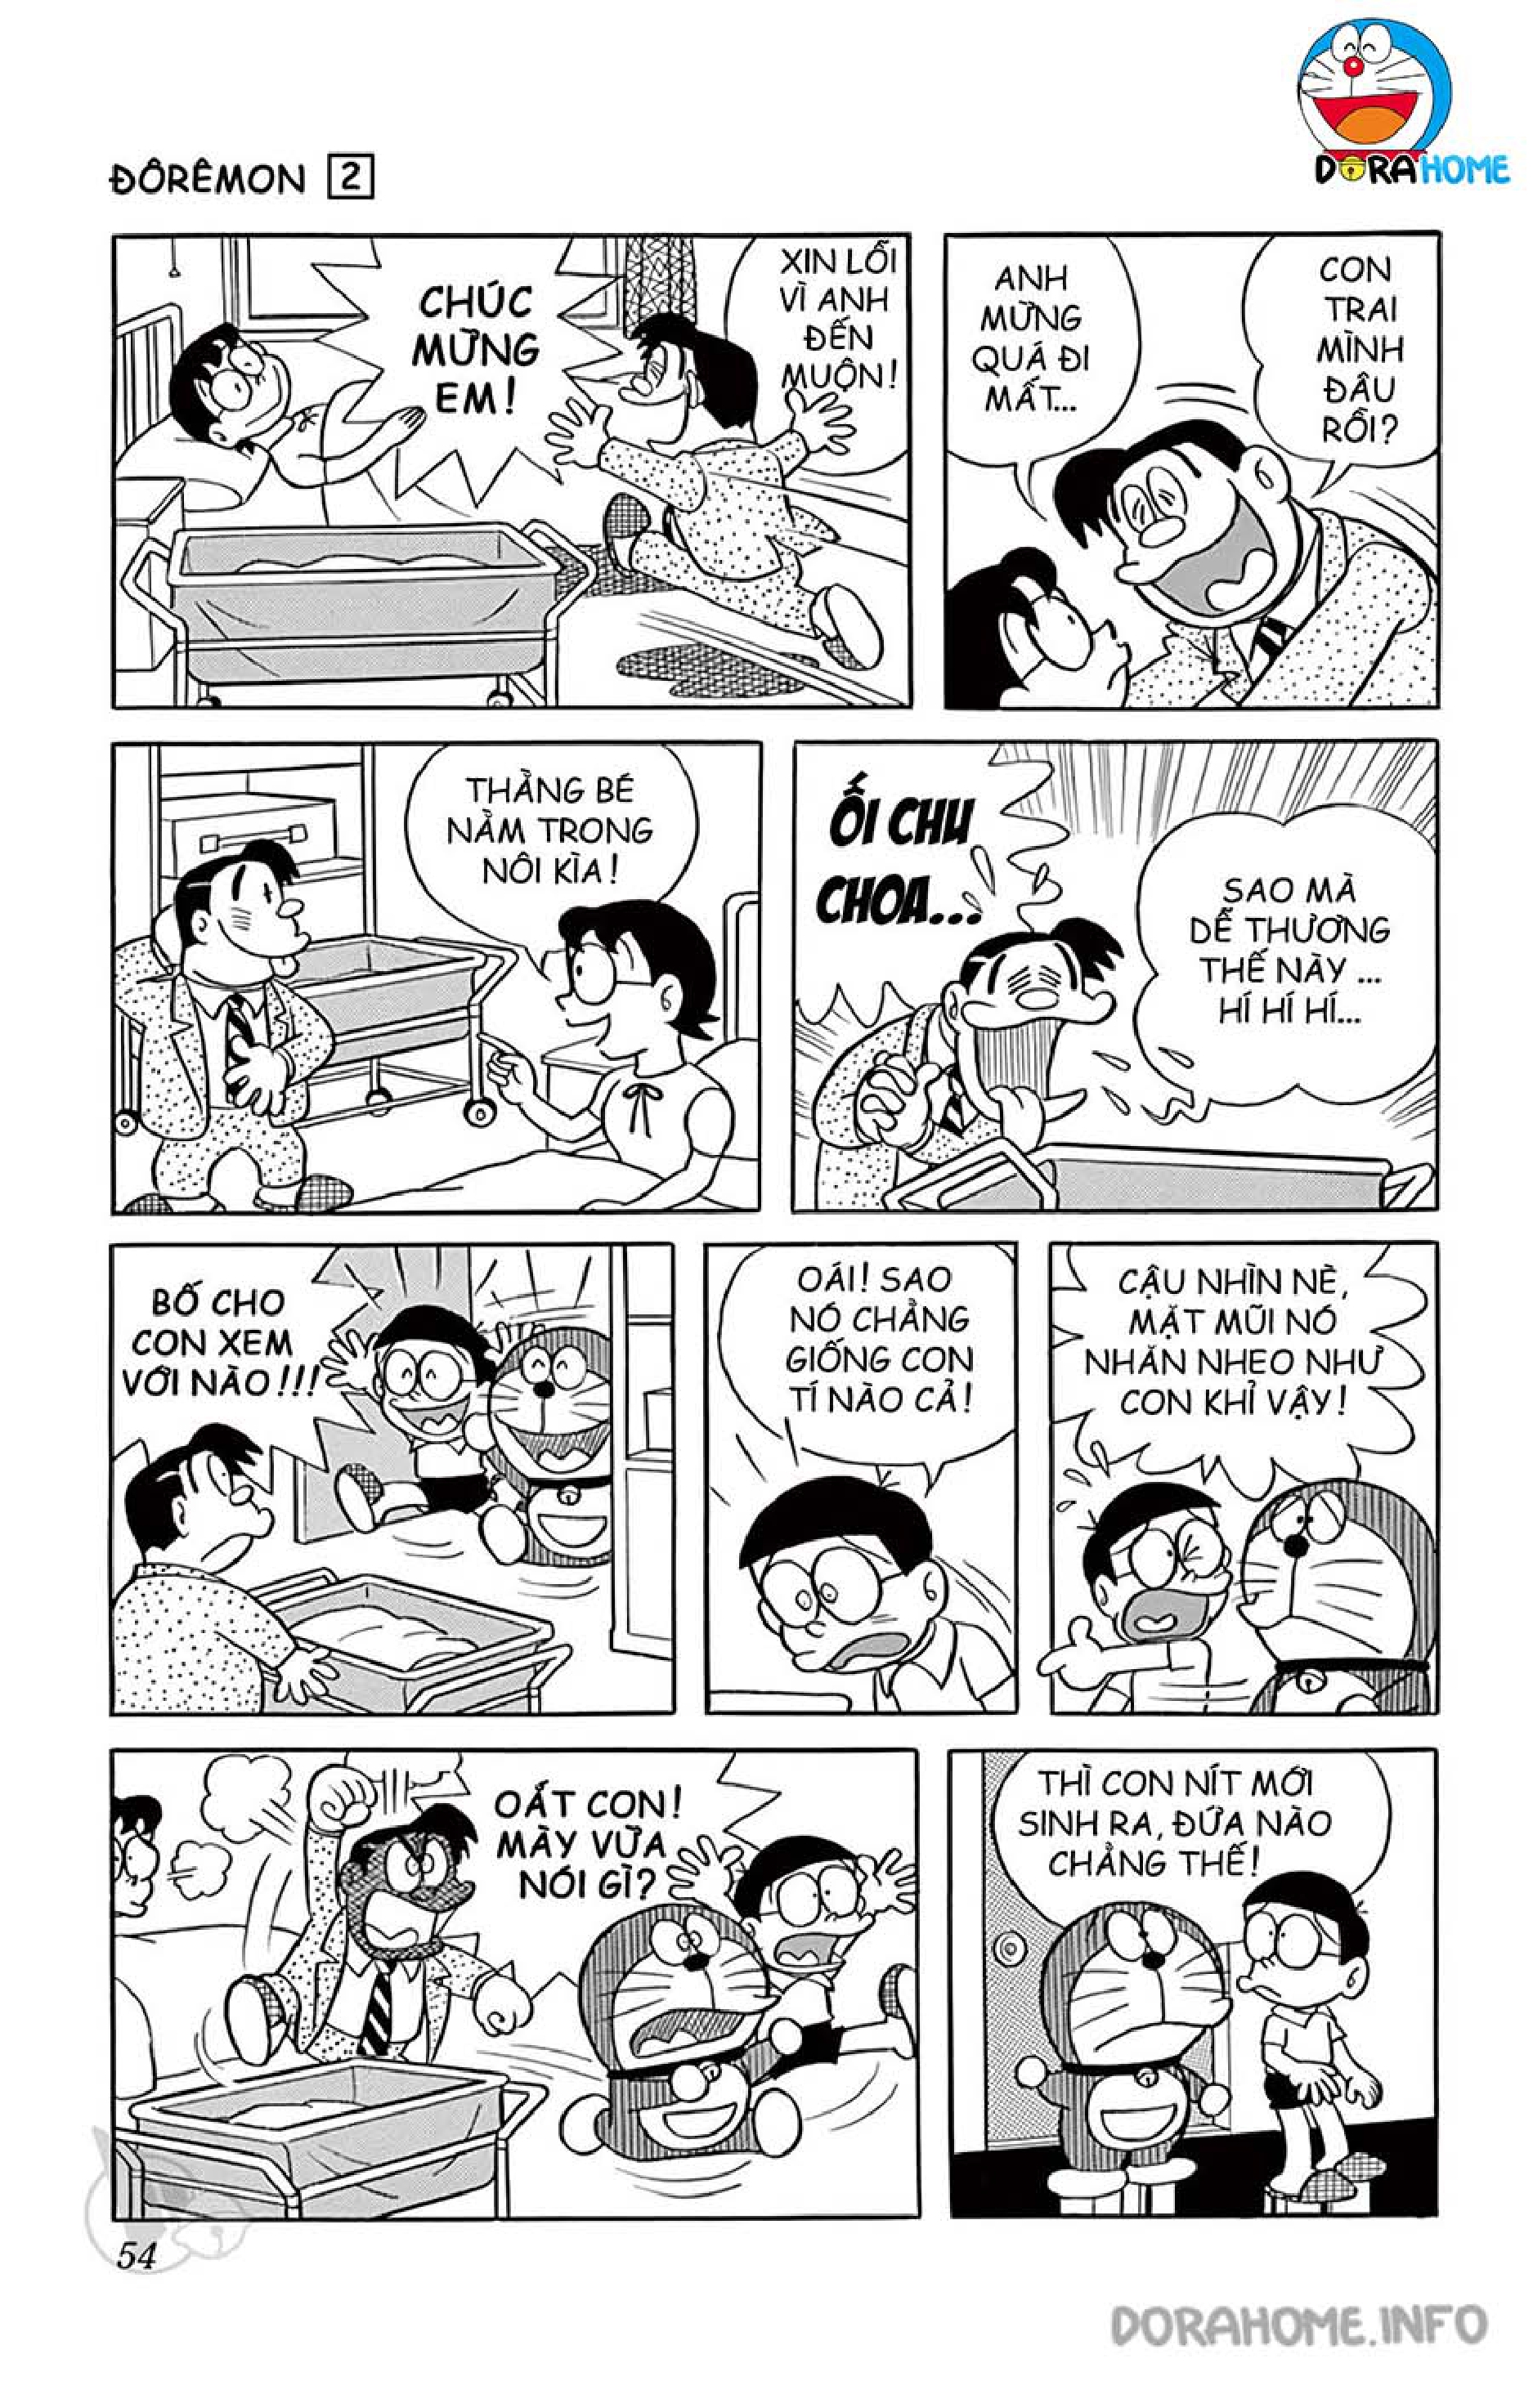 DORAHOME
ĐÔRÊMON 2
CHÚC
MỪNG
EM!
XIN LỖI
VÌ ANH
ĐẾN
MUỘN!
ANH
MỪNG
QUÁ ĐI
MẤT...
CON
TRAI
MÌNH
ĐÂU
RỒI?
THẰNG BÉ
NẰM TRONG
NÔI KÌA!
ỐI CHU
CHOA...
SAO MÀ
DỄ THƯƠNG
THẾ NÀY ...
HÍ HÍ HÍ...
BỐ CHO
CON XEM
VỚI NÀO!!!
OÁI! SAO
NÓ CHẲNG
GIỐNG CON
TÍ NÀO CẢ!
CẬU NHÌN NÈ,
MẶT MŨI NÓ
NHĂN NHEO NHƯ
CON KHỈ VẬY!
OẮT CON!
MÀY VỪA
NÓI GÌ?
THÌ CON NÍT MỚI
SINH RA, ĐỨA NÀO
CHẲNG THẾ!
54
DORAHOME.INFO